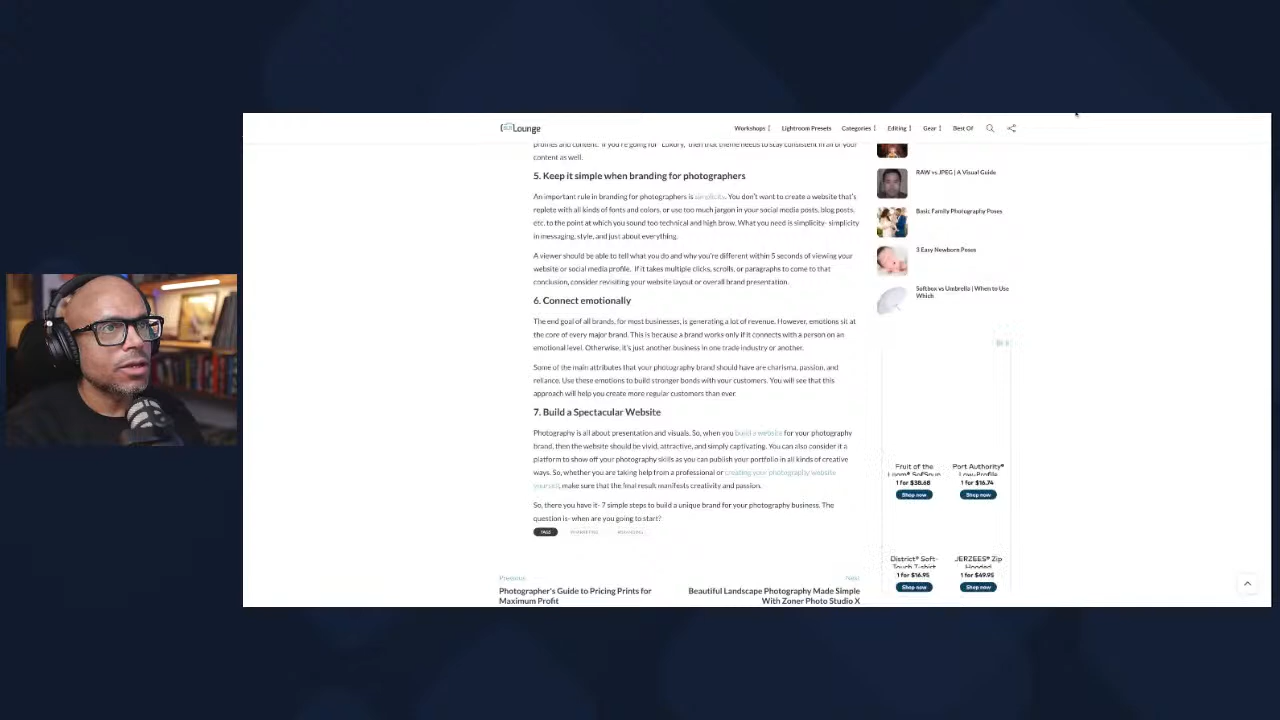 Lounge
Workshops
Lightroom Presets
Categories
Editing
Gear
Best Of
content as well.
5. Keep it simple when branding for photographers
An important rule in branding for photographers is simplicity. You don't want to create a website that's
replete with all kinds of fonts and colors, or use too much jargon in your social media posts, blog posts,
etc. to the point at which you sound too technical and high brow. What you need is simplicity- simplicity
in messaging, style, and just about everything.
A viewer should be able to tell what you do and why you're different within 5 seconds of viewing your
website or social media profile. If it takes multiple clicks, scrolls, or paragraphs to come to that
conclusion, consider revisiting your website layout or overall brand presentation.
6. Connect emotionally
The end goal of all brands, for most businesses, is generating a lot of revenue. However, emotions sit at
the core of every major brand. This is because a brand works only if it connects with a person on an
emotional level. Otherwise, it's just another business in one trade industry or another.
Some of the main attributes that your photography brand should have are charisma, passion, and
reliance. Use these emotions to build stronger bonds with your customers. You will see that this
approach will help you create more regular customers than ever.
7. Build a Spectacular Website
Photography is all about presentation and visuals. So, when you build a website for your photography
brand, then the website should be vivid, attractive, and simply captivating. You can also consider it a
platform to show off your photography skills as you can publish your portfolio in all kinds of creative
ways. So, whether you are taking help from a professional or creating your photography website
yourself, make sure that the final result manifests creativity and passion.
So, there you have it- 7 simple steps to build a unique brand for your photography business. The
question is- when are you going to start?
TAGS
Previous
Photographer's Guide to Pricing Prints for
Maximum Profit
Next
Beautiful Landscape Photography Made Simple
With Zoner Photo Studio X
RAW vs JPEG | A Visual Guide
Basic Family Photography Poses
3 Easy Newborn Poses
Softbox vs Umbrella | When to Use
Which
Fruit of the
1 for $38.68
Shop now
Port Authority®
Low-Profile
1 for $16.74
Shop now
District® Soft-
Touch T-shirt
1 for $16.95
Shop now
JERZEES® Zip
Hooded
1 for $49.95
Shop now